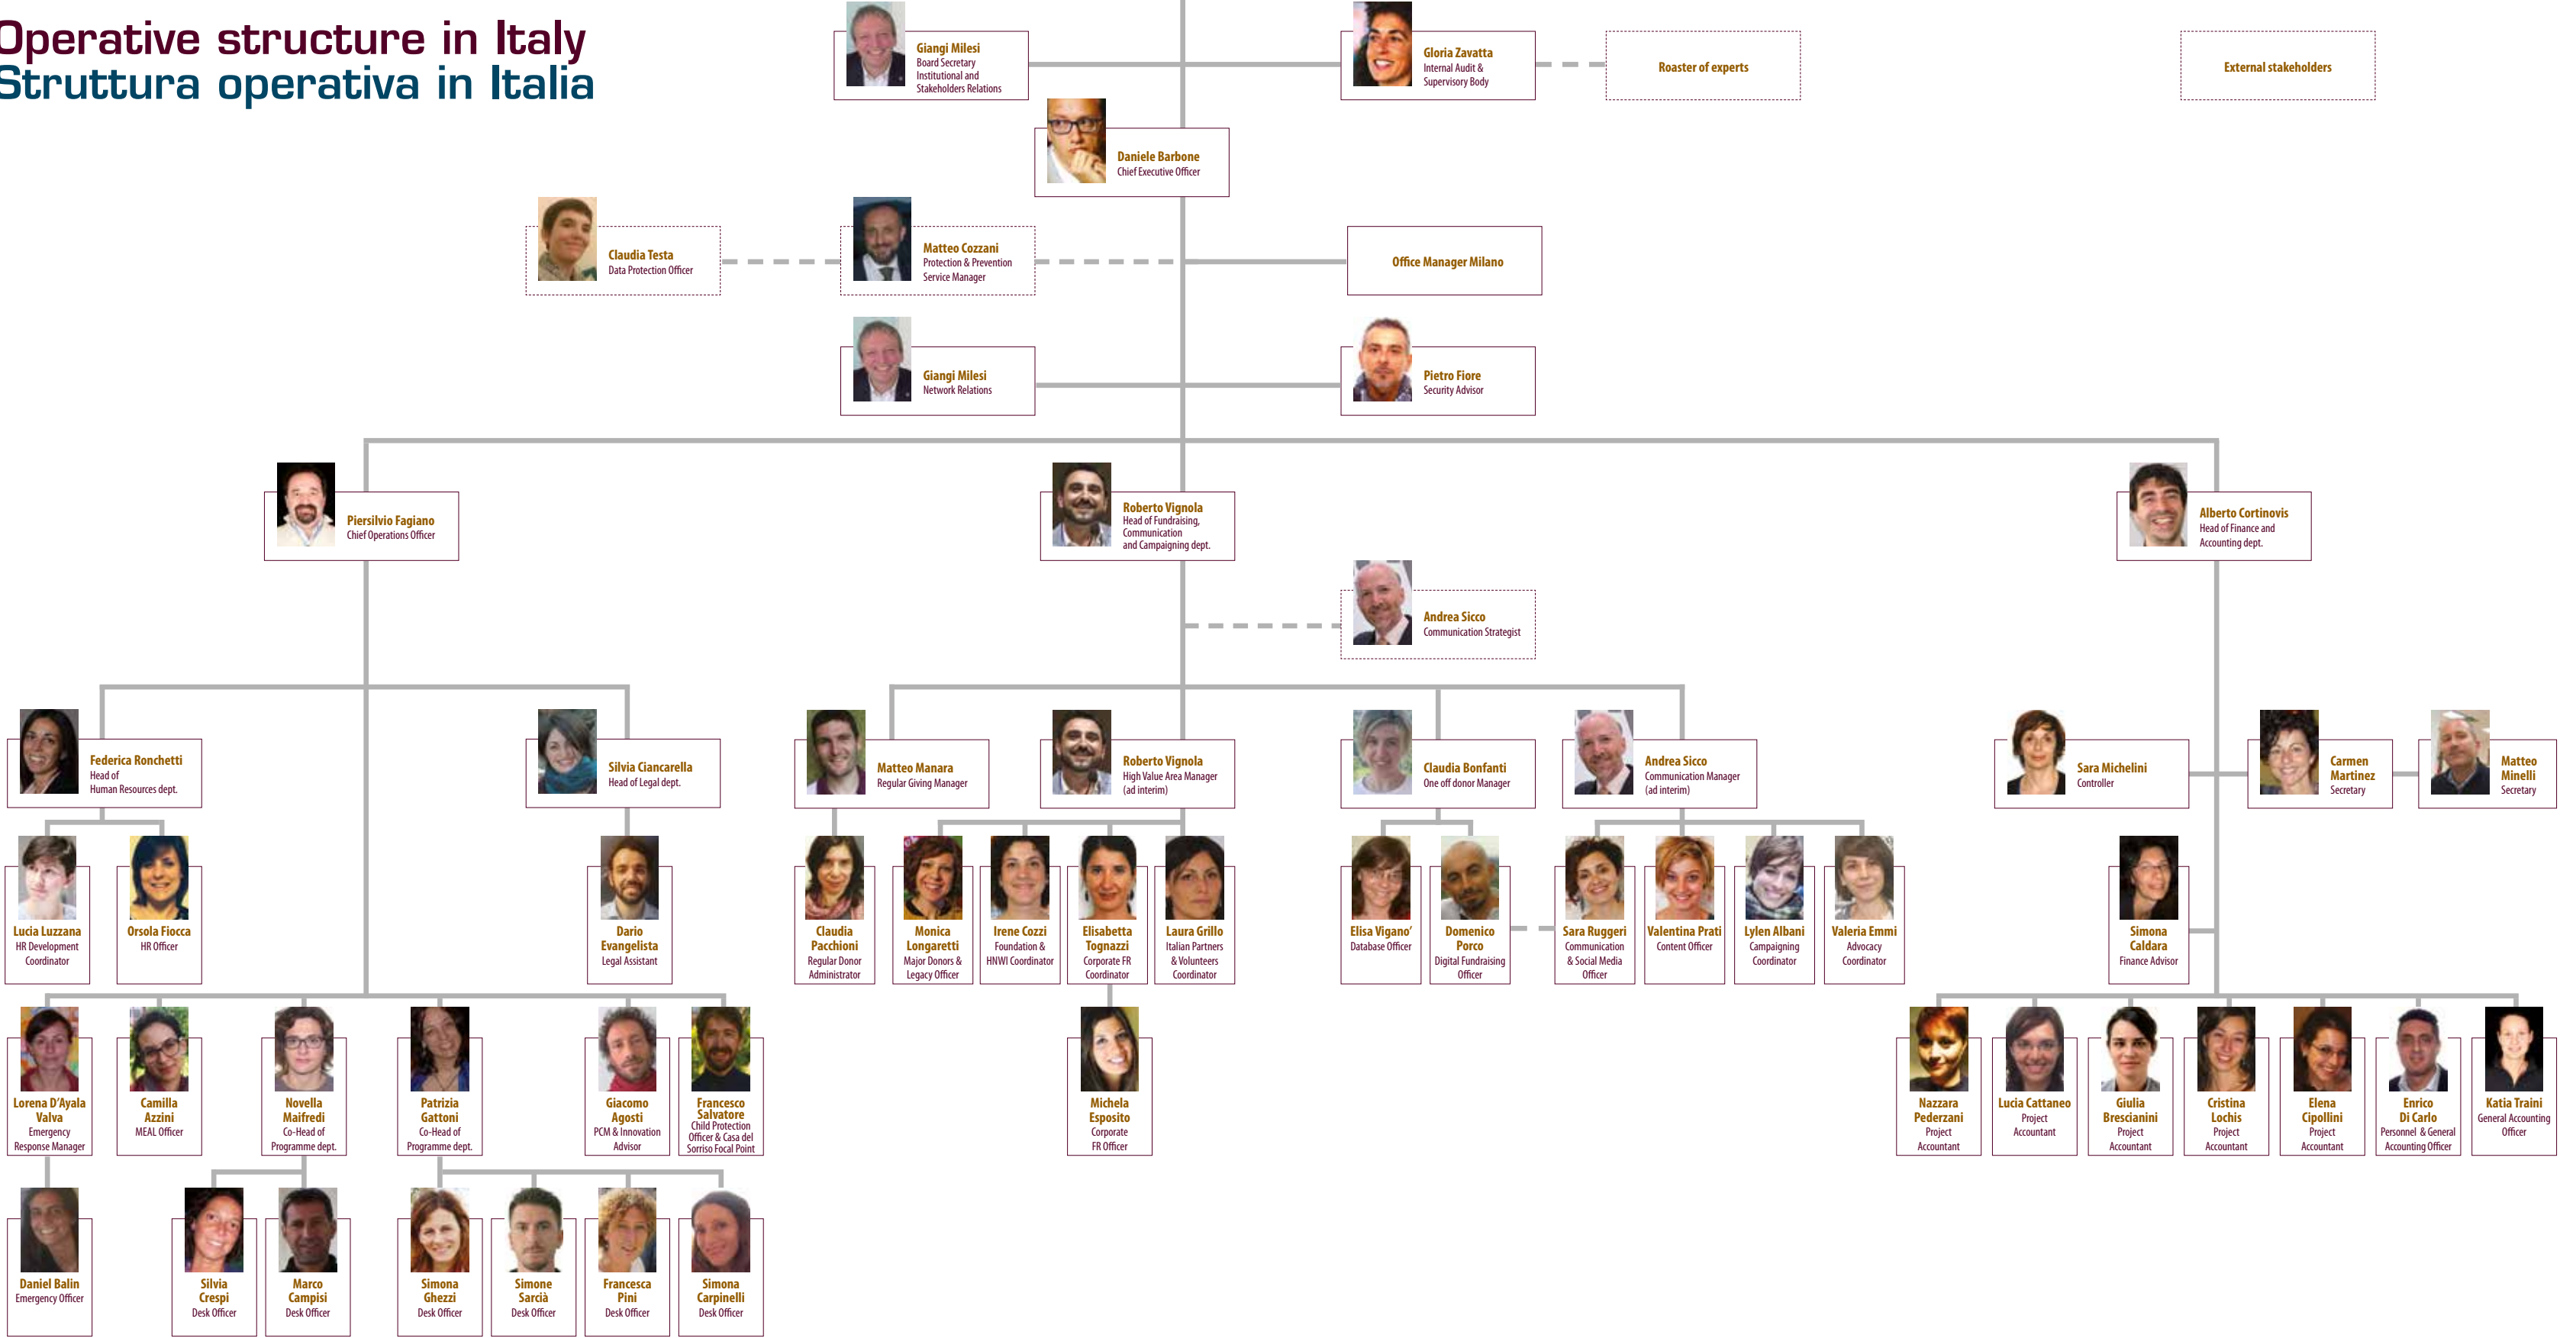 Operative structure in Italy
Struttura operativa in Italia
Giangi Milesi
Board Secretary
Institutional and
Stakeholders Relations
Gloria Zavatta
Internal Audit &
Supervisory Body
Roaster of experts
External stakeholders
Daniele Barbone
Chief Executive Officer
Claudia Testa
Data Protection Officer
Matteo Cozzani
Protection & Prevention
Service Manager
Office Manager Milano
Giangi Milesi
Network Relations
Pietro Fiore
Security Advisor
Piersilvio Fagiano
Chief Operations Officer
Roberto Vignola
Head of Fundraising,
Communication
and Campaigning dept.
Alberto Cortinovis
Head of Finance and
Accounting dept.
Andrea Sicco
Communication Strategist
Federica Ronchetti
Head of
Human Resources dept.
Silvia Ciancarella
Head of Legal dept.
Matteo Manara
Regular Giving Manager
Roberto Vignola
High Value Area Manager
(ad interim)
Claudia Bonfanti
One off donor Manager
Andrea Sicco
Communication Manager
(ad interim)
Sara Michelini
Controller
Carmen
Martinez
Secretary
Matteo
Minelli
Secretary
Lucia Luzzana
HR Development
Coordinator
Orsola Fiocca
HR Officer
Dario
Evangelista
Legal Assistant
Claudia
Pacchioni
Regular Donor
Administrator
Monica
Longaretti
Major Donors &
Legacy Officer
Irene Cozzi
Foundation &
HNWI Coordinator
Elisabetta
Tognazzi
Corporate FR
Coordinator
Laura Grillo
Italian Partners
& Volunteers
Coordinator
Elisa Vigano'
Database Officer
Domenico
Porco
Digital Fundraising
Officer
Sara Ruggeri
Communication
& Social Media
Officer
Valentina Prati
Content Officer
Lylen Albani
Campaigning
Coordinator
Valeria Emmi
Advocacy
Coordinator
Simona
Caldara
Finance Advisor
Lorena D'Ayala
Valva
Emergency
Response Manager
Camilla
Azzini
MEAL Officer
Novella
Maifredi
Co-Head of
Programme dept.
Patrizia
Gattoni
Co-Head of
Programme dept.
Giacomo
Agosti
PCM & Innovation
Advisor
Francesco
Salvatore
Child Protection
Officer & Casa del
Sorriso Focal Point
Michela
Esposito
Corporate
FR Officer
Nazzara
Pederzani
Project
Accountant
Lucia Cattaneo
Project
Accountant
Giulia
Brescianini
Project
Accountant
Cristina
Lochis
Project
Accountant
Elena
Cipollini
Project
Accountant
Enrico
Di Carlo
Personnel & General
Accounting Officer
Katia Traini
General Accounting
Officer
Daniel Balin
Emergency Officer
Silvia
Crespi
Desk Officer
Marco
Campisi
Desk Officer
Simona
Ghezzi
Desk Officer
Simone
Sarcià
Desk Officer
Francesca
Pini
Desk Officer
Simona
Carpinelli
Desk Officer